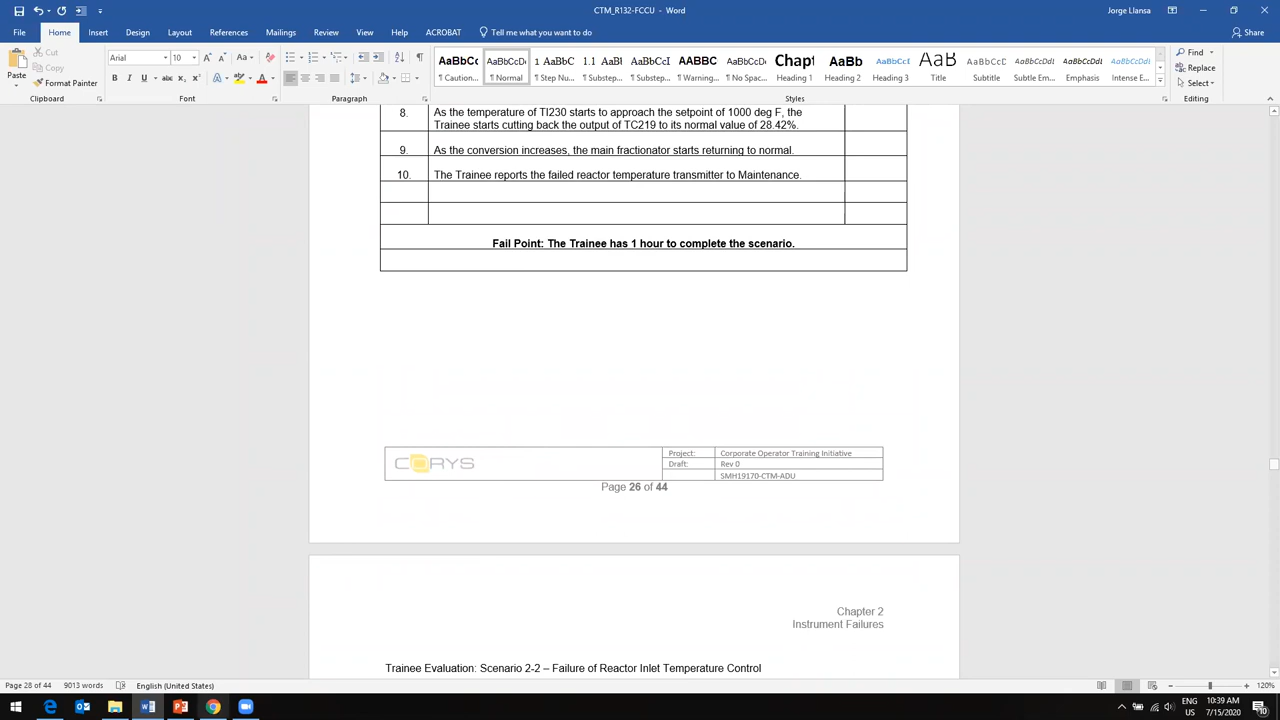 CTM_R132-FCCU - Word
Jorge Llansa
File Home Insert Draw Design Layout References Mailings Review View Help ACROBAT Tell me what you want to do Share
Paste
Cut
Copy
Format Painter
Clipboard
Arial 10
Font
Paragraph
AaBbCc AaBbCcDc 1 AaBbC 1.1 AaBb AaBbCc AABBC AaBbCcDc Chapt AaBb AaBbCc AaB AaBbCcD AaBbCcDdl AaBbCcDdl AaBbCcDdl
¶ Caution... ¶ Normal ¶ Step Nu... ¶ Substep... ¶ Substep... ¶ Warning... ¶ No Spac... Heading 1 Heading 2 Heading 3 Title Subtitle Subtle Em... Emphasis Intense E...
Styles
Find
Replace
Select
Editing
8. As the temperature of TI230 starts to approach the setpoint of 1000 deg F, the
Trainee starts cutting back the output of TC219 to its normal value of 28.42%.
9. As the conversion increases, the main fractionator starts returning to normal.
10. The Trainee reports the failed reactor temperature transmitter to Maintenance.
Fail Point: The Trainee has 1 hour to complete the scenario.
CORYS
Project: Corporate Operator Training Initiative
Draft: Rev 0
SMH19170-CTM-ADU
Page 26 of 44
Chapter 2
Instrument Failures
Trainee Evaluation: Scenario 2-2 – Failure of Reactor Inlet Temperature Control
Page 28 of 44 9013 words English (United States) 120%
10:39 AM
US 7/15/2020